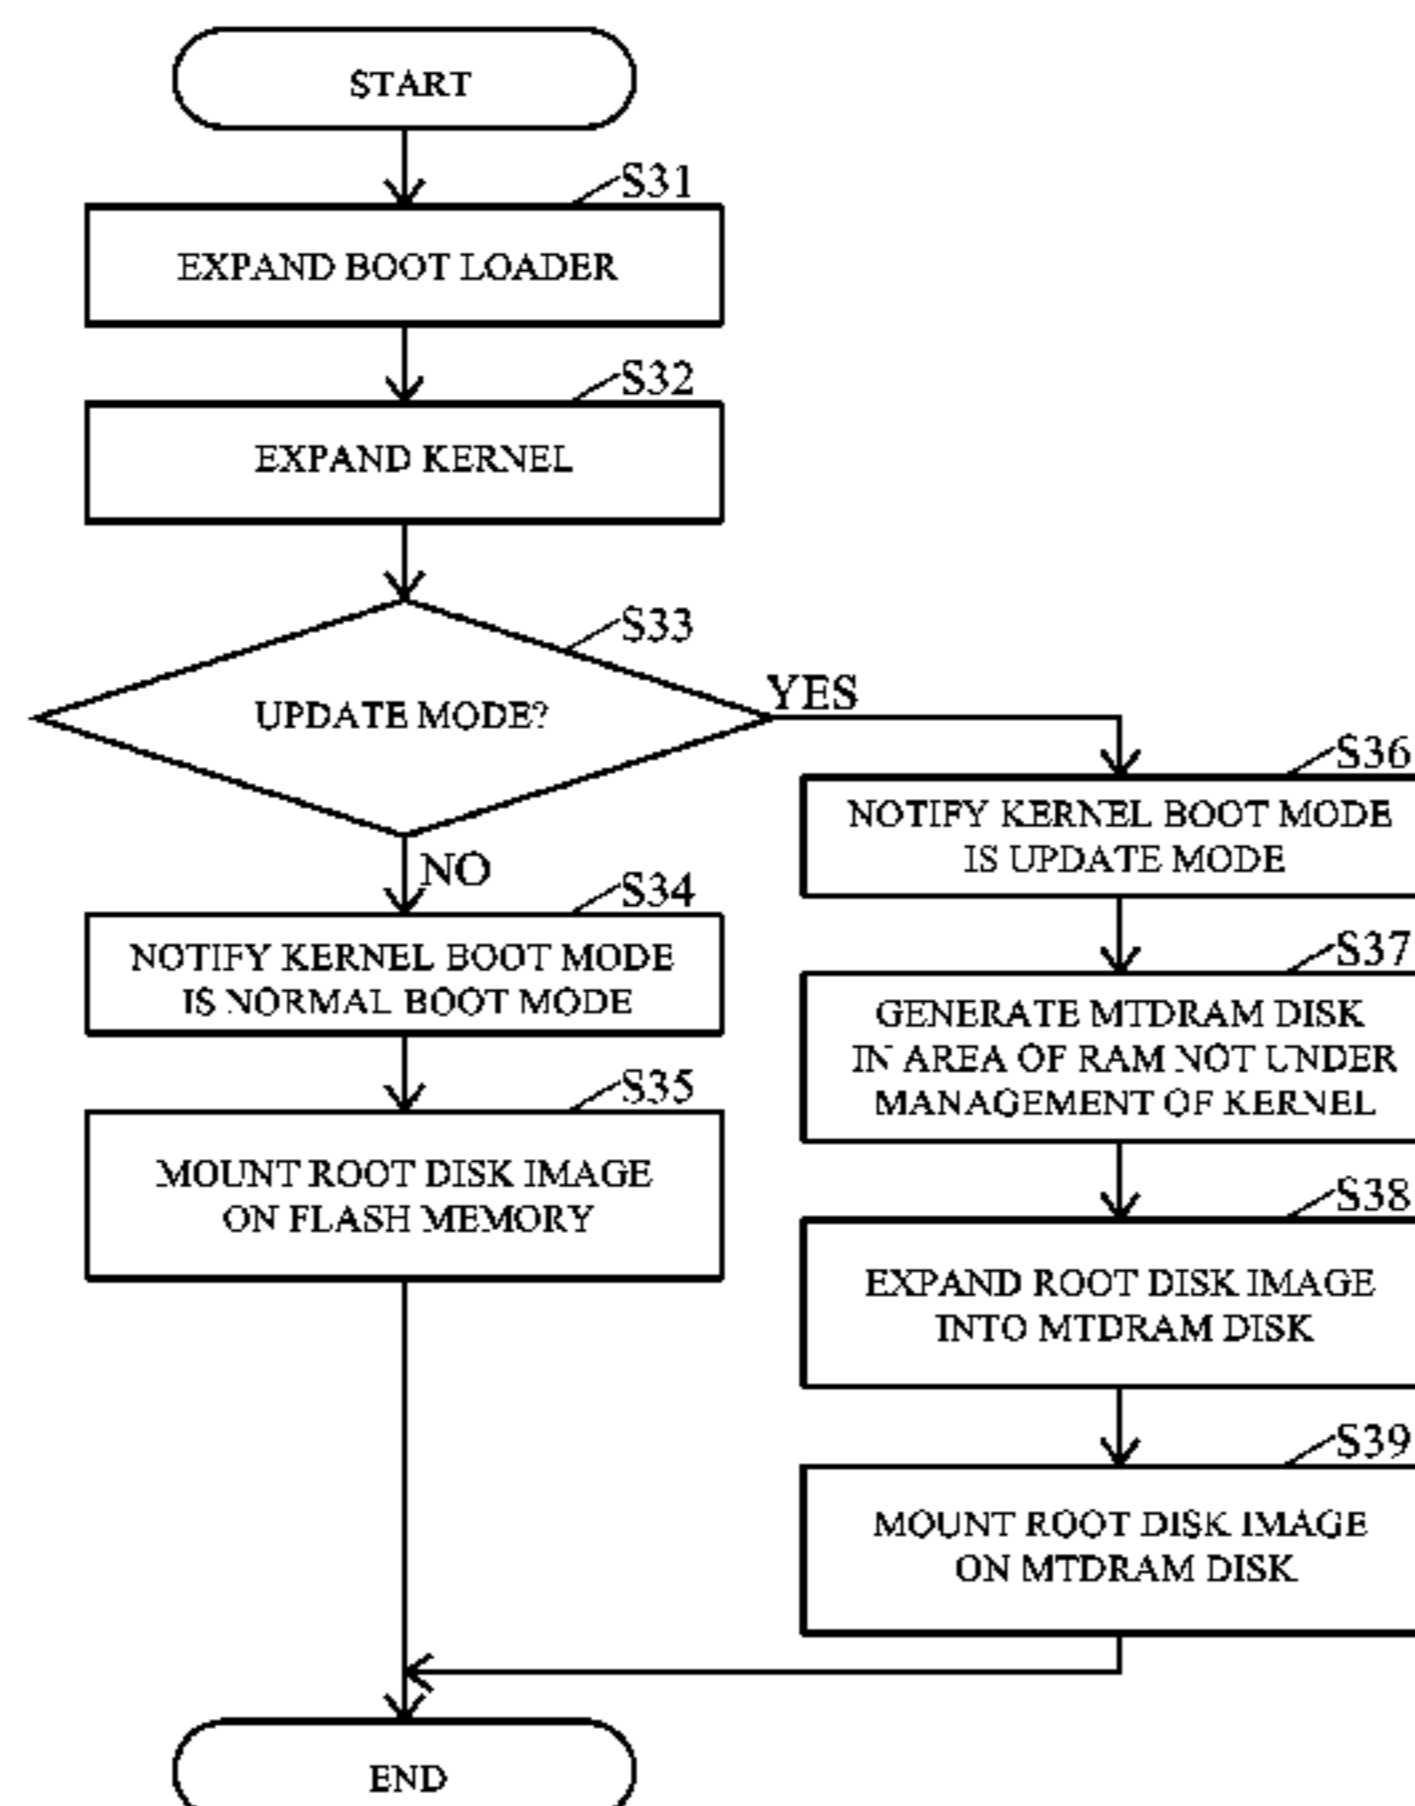 START
S31
EXPAND BOOT LOADER
S32
EXPAND KERNEL
S33
UPDATE MODE?
YES
NO
S34
NOTIFY KERNEL BOOT MODE
IS NORMAL BOOT MODE
S35
MOUNT ROOT DISK IMAGE
ON FLASH MEMORY
S36
NOTIFY KERNEL BOOT MODE
IS UPDATE MODE
S37
GENERATE MTDRAM DISK
IN AREA OF RAM NOT UNDER
MANAGEMENT OF KERNEL
S38
EXPAND ROOT DISK IMAGE
INTO MTDRAM DISK
S39
MOUNT ROOT DISK IMAGE
ON MTDRAM DISK
END